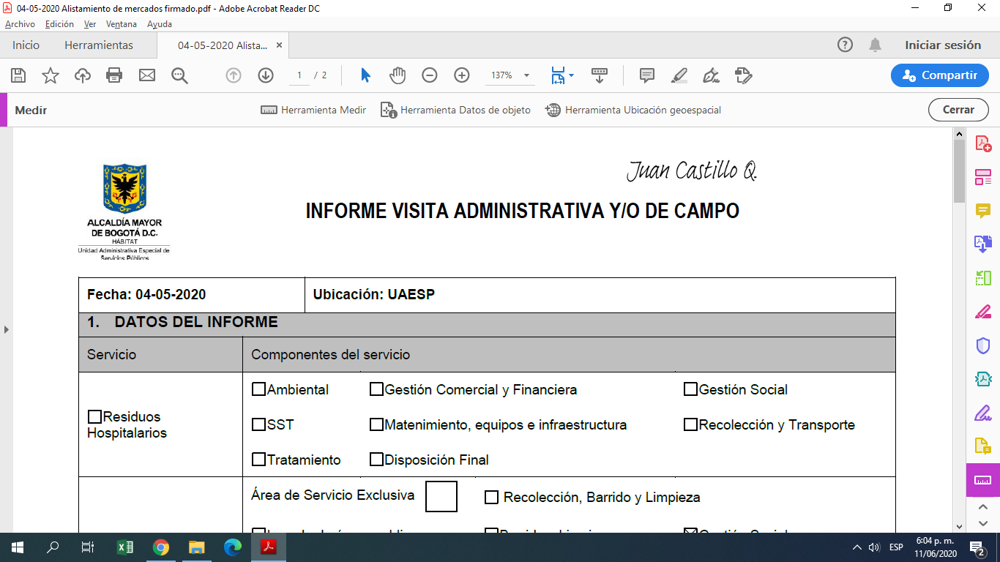 04-05-2020 Alistamiento de mercados firmado.pdf - Adobe Acrobat Reader DC
Archivo Edición Ver Ventana Ayuda
Inicio Herramientas 04-05-2020 Alista... Iniciar sesión
1 / 2 137% Compartir
Medir Herramienta Medir Herramienta Datos de objeto Herramienta Ubicación geoespacial Cerrar
Juan Castillo Q.
INFORME VISITA ADMINISTRATIVA Y/O DE CAMPO
ALCALDÍA MAYOR
DE BOGOTÁ D.C.
HÁBITAT
Unidad Administrativa Especial de
Servicios Públicos
Fecha: 04-05-2020 Ubicación: UAESP
1. DATOS DEL INFORME
Servicio Componentes del servicio
Ambiental Gestión Comercial y Financiera Gestión Social
Residuos
Hospitalarios
SST Matenimiento, equipos e infraestructura Recolección y Transporte
Tratamiento Disposición Final
Área de Servicio Exclusiva Recolección, Barrido y Limpieza
Gestión Social
ESP
6:04 p. m.
11/06/2020
2